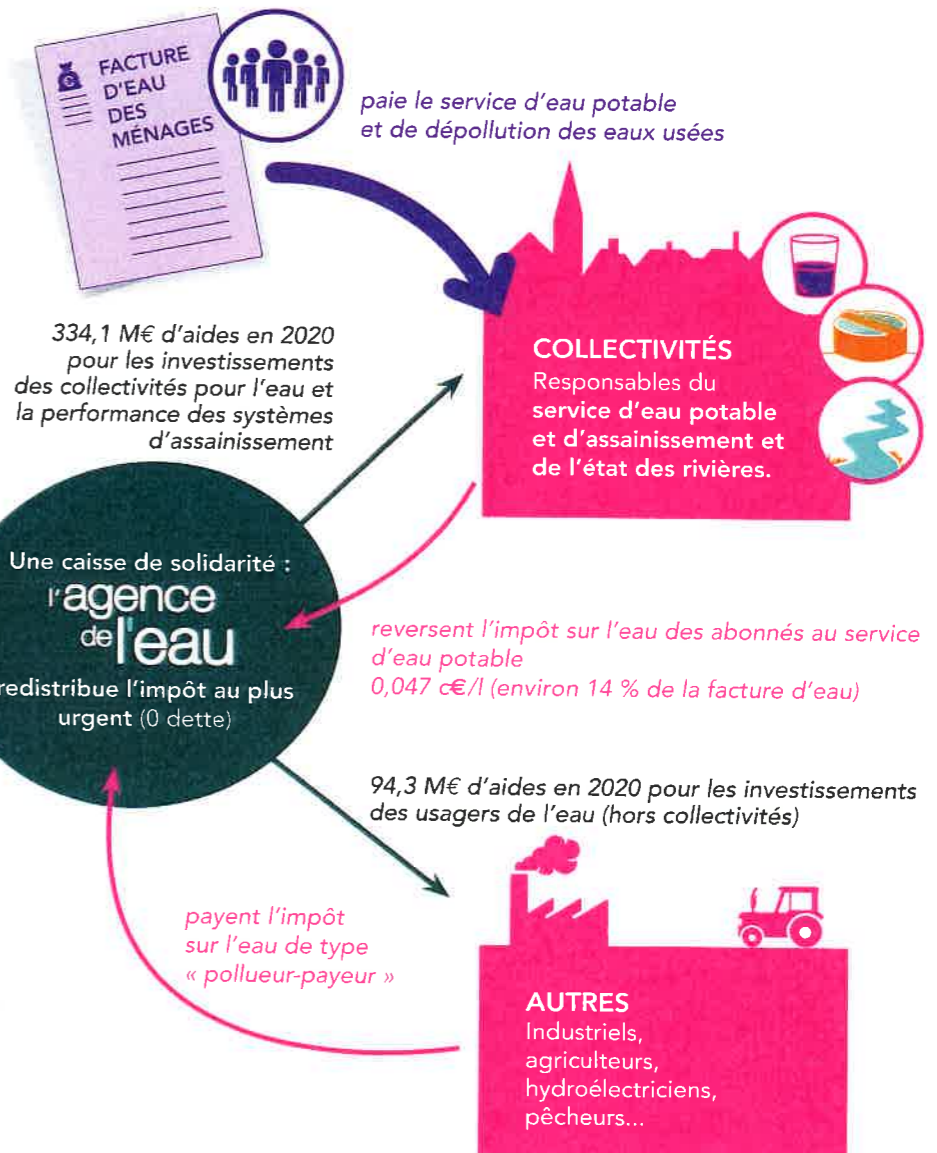 FACTURE
D'EAU
DES
MÉNAGES
paie le service d'eau potable
et de dépollution des eaux usées
334,1 M€ d'aides en 2020
pour les investissements
des collectivités pour l'eau et
la performance des systèmes
d'assainissement
COLLECTIVITÉS
Responsables du
service d'eau potable
et d'assainissement et
de l'état des rivières.
Une caisse de solidarité :
l'agence
de l'eau
redistribue l'impôt au plus
urgent (0 dette)
reversent l'impôt sur l'eau des abonnés au service
d'eau potable
0,047 c€/l (environ 14 % de la facture d'eau)
94,3 M€ d'aides en 2020 pour les investissements
des usagers de l'eau (hors collectivités)
payent l'impôt
sur l'eau de type
« pollueur-payeur »
AUTRES
Industriels,
agriculteurs,
hydroélectriciens,
pêcheurs...